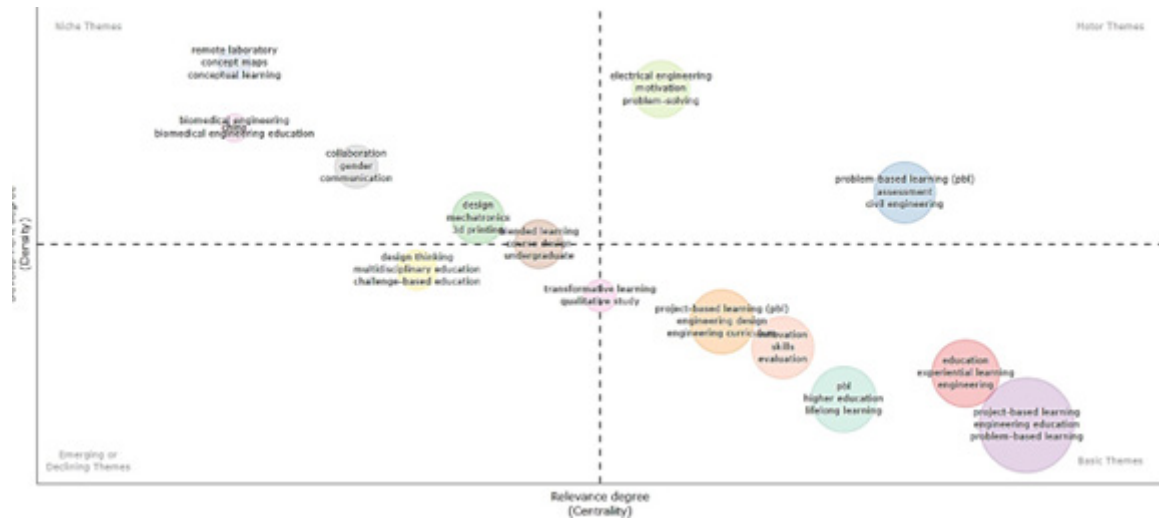 Niche Themes
Motor Themes
remote laboratory
concept maps
conceptual learning
electrical engineering
motivation
problem-solving
biomedical engineering
china
biomedical engineering education
collaboration
gender
communication
problem-based learning (pbl)
assessment
civil engineering
design
mechatronics
3d printing
blended learning
course design
undergraduate
(Density)
design thinking
multidisciplinary education
challenge-based education
transformative learning
qualitative study
project-based learning (pbl)
engineering design
engineering curriculum
innovation
skills
evaluation
education
experiential learning
engineering
pbl
higher education
lifelong learning
project-based learning
engineering education
problem-based learning
Emerging or
Declining Themes
Basic Themes
Relevance degree
(Centrality)